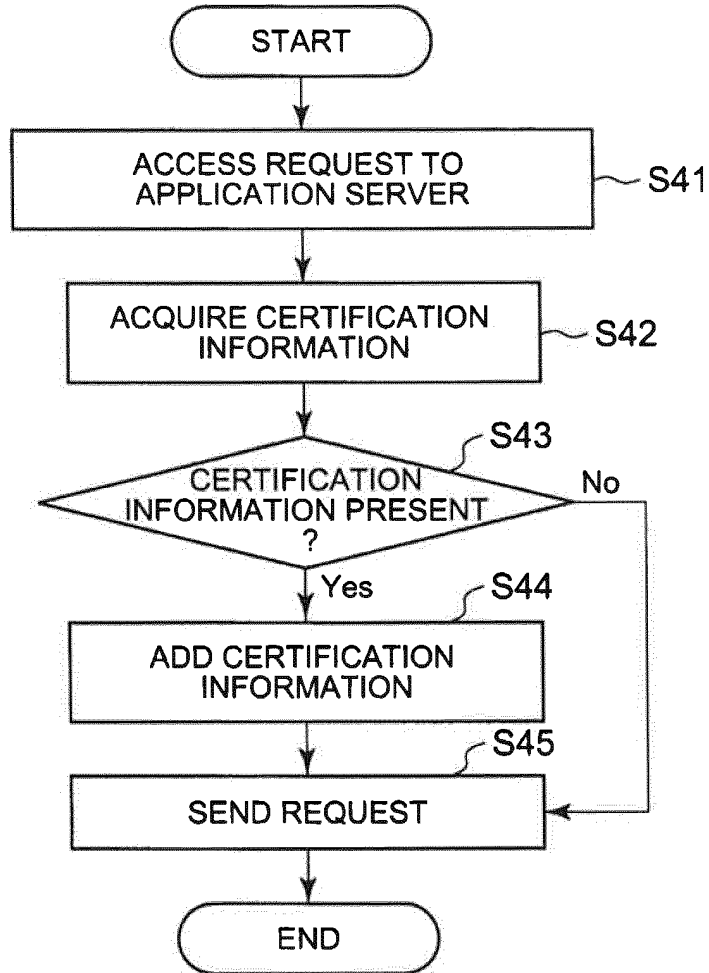 START
ACCESS REQUEST TO
APPLICATION SERVER
S41
ACQUIRE CERTIFICATION
INFORMATION
S42
S43
CERTIFICATION
INFORMATION PRESENT
?
No
Yes
S44
ADD CERTIFICATION
INFORMATION
S45
SEND REQUEST
END